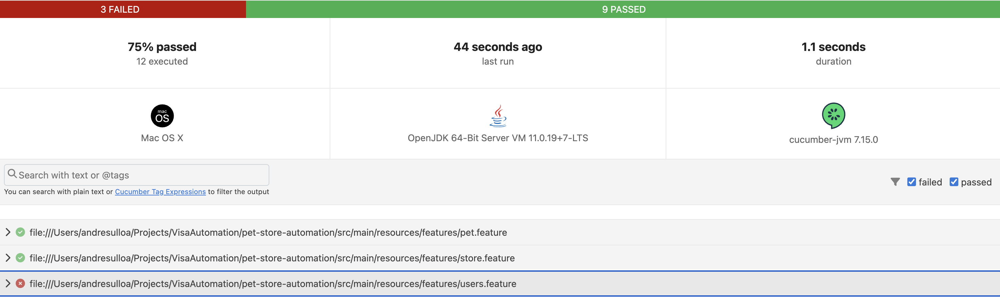 3 FAILED
9 PASSED
75% passed
12 executed
44 seconds ago
last run
1.1 seconds
duration
mac
OS
Mac OS X
OpenJDK 64-Bit Server VM 11.0.19+7-LTS
cucumber-jvm 7.15.0
Search with text or @tags
You can search with plain text or Cucumber Tag Expressions to filter the output
failed
passed
file:///Users/andresulloa/Projects/VisaAutomation/pet-store-automation/src/main/resources/features/pet.feature
file:///Users/andresulloa/Projects/VisaAutomation/pet-store-automation/src/main/resources/features/store.feature
file:///Users/andresulloa/Projects/VisaAutomation/pet-store-automation/src/main/resources/features/users.feature